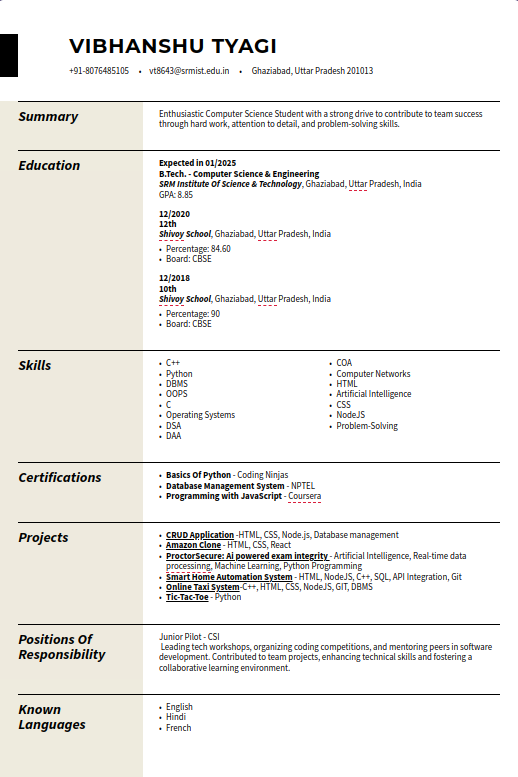 VIBHANSHU TYAGI
+91-8076485105 • vt8643@srmist.edu.in • Ghaziabad, Uttar Pradesh 201013
Summary
Enthusiastic Computer Science Student with a strong drive to contribute to team success
through hard work, attention to detail, and problem-solving skills.
Education
Expected in 01/2025
B.Tech. - Computer Science & Engineering
SRM Institute Of Science & Technology, Ghaziabad, Uttar Pradesh, India
GPA: 8.85
12/2020
12th
Shivoy School, Ghaziabad, Uttar Pradesh, India
• Percentage: 84.60
• Board: CBSE
12/2018
10th
Shivoy School, Ghaziabad, Uttar Pradesh, India
• Percentage: 90
• Board: CBSE
Skills
• C++
• Python
• DBMS
• OOPS
• C
• Operating Systems
• DSA
• DAA
• COA
• Computer Networks
• HTML
• Artificial Intelligence
• CSS
• NodeJS
• Problem-Solving
Certifications
• Basics Of Python - Coding Ninjas
• Database Management System - NPTEL
• Programming with JavaScript - Coursera
Projects
• CRUD Application -HTML, CSS, Node.js, Database management
• Amazon Clone - HTML, CSS, React
• ProctorSecure: Ai powered exam integrity - Artificial Intelligence, Real-time data
processinng, Machine Learning, Python Programming
• Smart Home Automation System - HTML, NodeJS, C++, SQL, API Integration, Git
• Online Taxi System-C++, HTML, CSS, NodeJS, GIT, DBMS
• Tic-Tac-Toe - Python
Positions Of
Responsibility
Junior Pilot - CSI
Leading tech workshops, organizing coding competitions, and mentoring peers in software
development. Contributed to team projects, enhancing technical skills and fostering a
collaborative learning environment.
Known
Languages
• English
• Hindi
• French